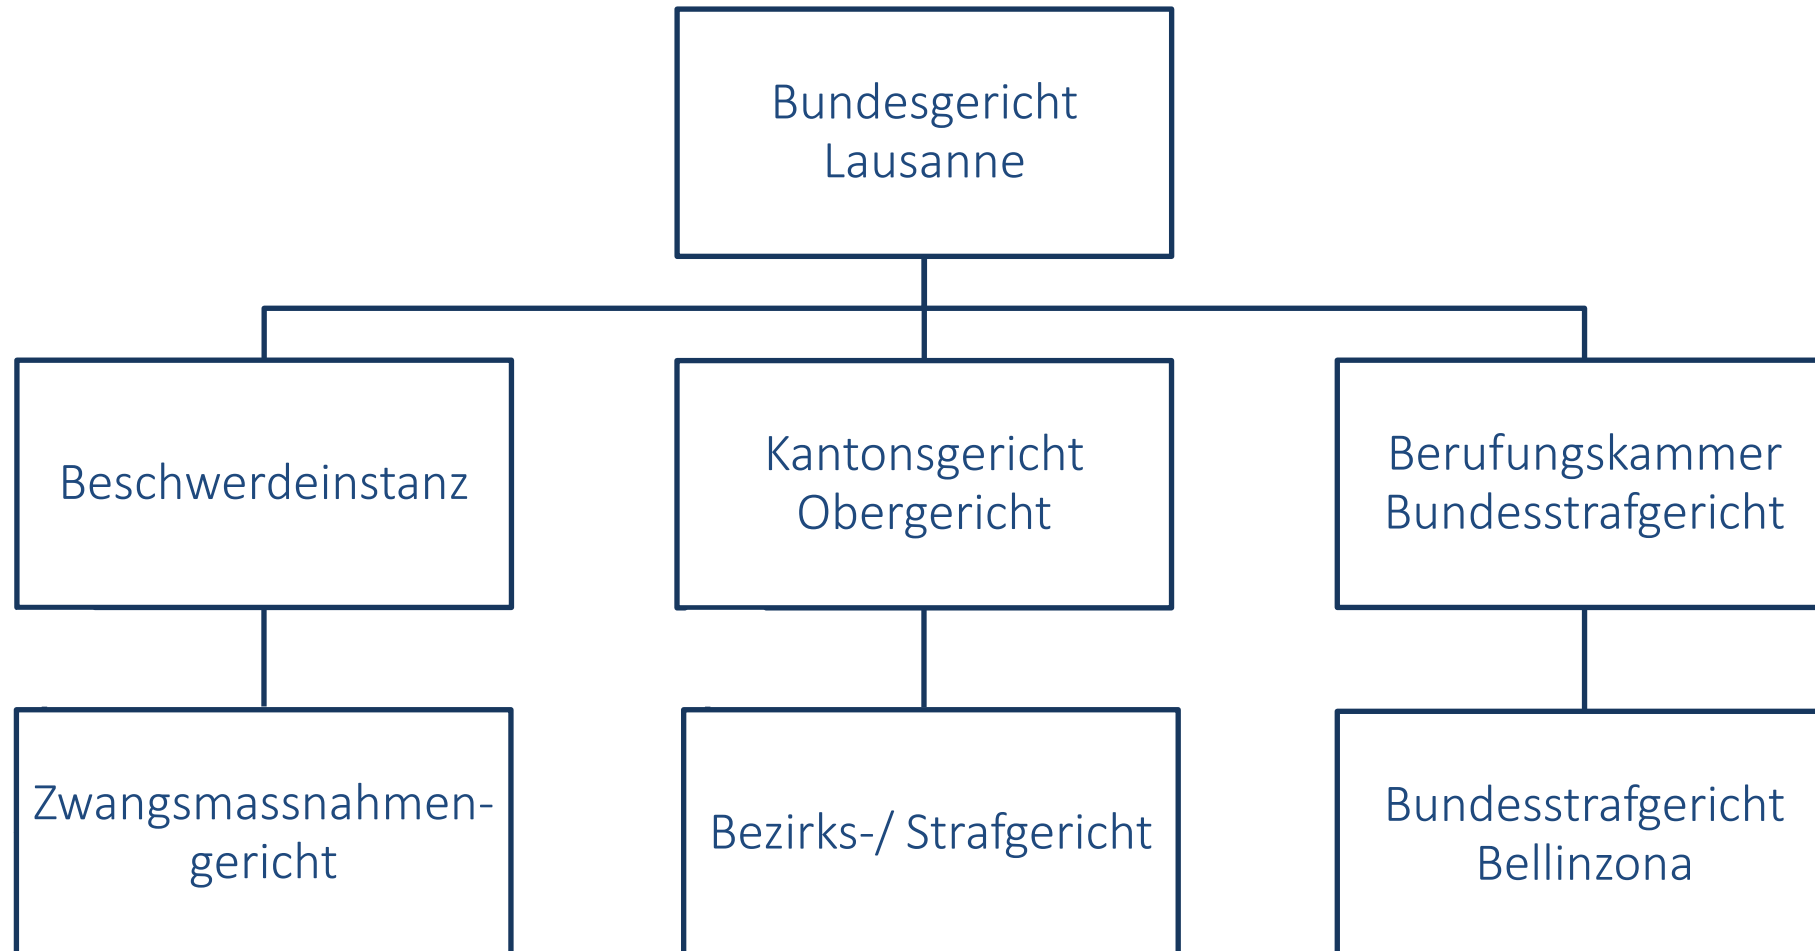 Bundesgericht
Lausanne
Beschwerdeinstanz
Kantonsgericht
Obergericht
Berufungskammer
Bundesstrafgericht
Zwangsmassnahmen-
gericht
Bezirks-/ Strafgericht
Bundesstrafgericht
Bellinzona